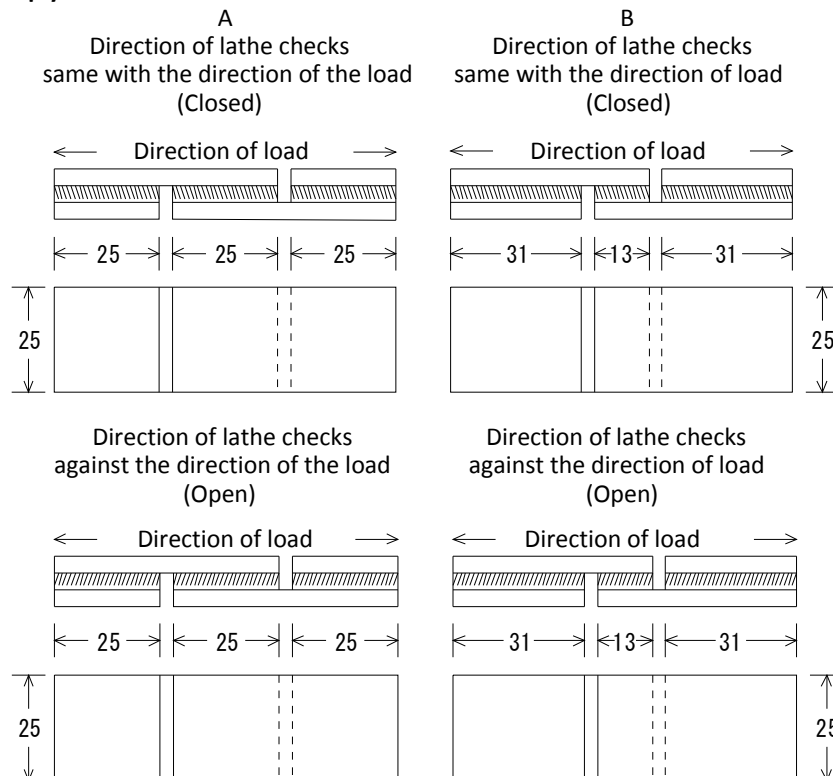 A
Direction of lathe checks
same with the direction of the load
(Closed)
Direction of load
25 25 25
25
B
Direction of lathe checks
same with the direction of load
(Closed)
Direction of load
31 13 31
25
Direction of lathe checks
against the direction of the load
(Open)
Direction of load
25 25 25
25
Direction of lathe checks
against the direction of load
(Open)
Direction of load
31 13 31
25